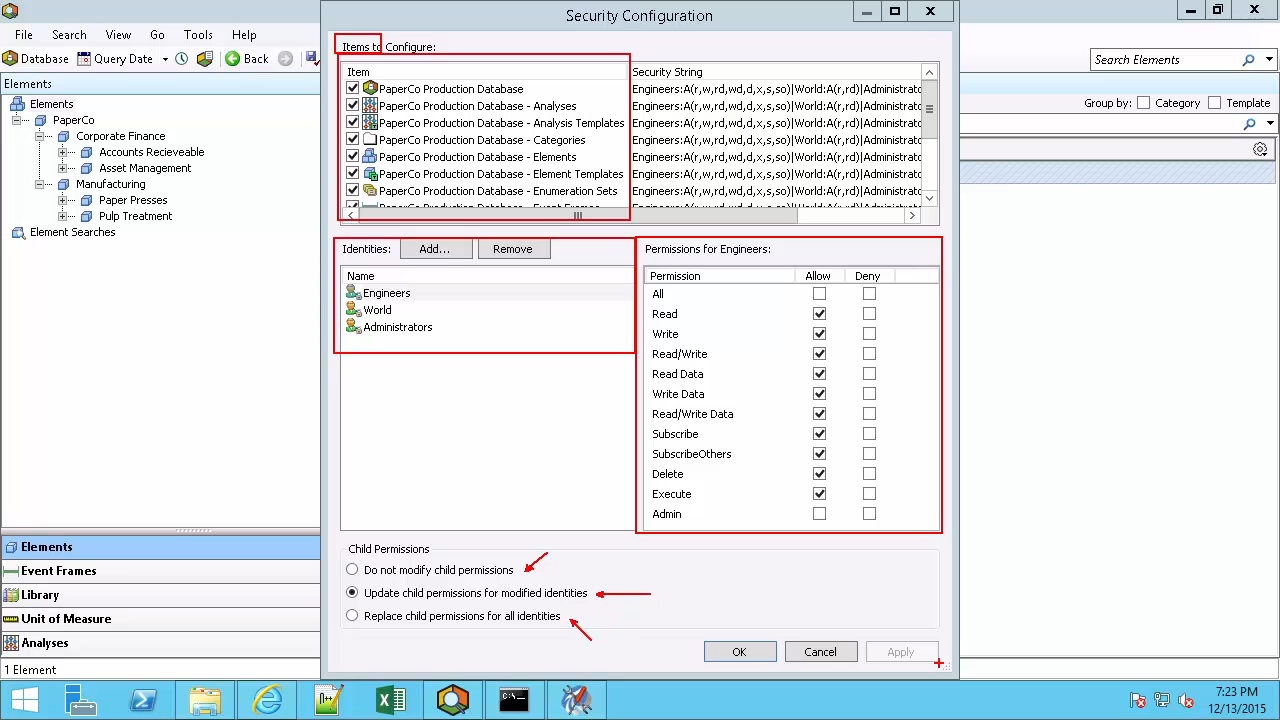 Security Configuration
File Search View Go Tools Help
Database Query Date Back
Search Elements
Elements
Group by: Category Template
Elements
PaperCo
Corporate Finance
Accounts Recieveable
Asset Management
Manufacturing
Paper Presses
Pulp Treatment
Element Searches
Items to Configure:
Item Security String
PaperCo Production Database Engineers:A(r,w,rd,wd,d,x,s,so)|World:A(r,rd)|Administrato
PaperCo Production Database - Analyses Engineers:A(r,w,rd,wd,d,x,s,so)|World:A(r,rd)|Administrato
PaperCo Production Database - Analysis Templates Engineers:A(r,w,rd,wd,d,x,s,so)|World:A(r,rd)|Administrato
PaperCo Production Database - Categories Engineers:A(r,w,rd,wd,d,x,s,so)|World:A(r,rd)|Administrato
PaperCo Production Database - Elements Engineers:A(r,w,rd,wd,d,x,s,so)|World:A(r,rd)|Administrato
PaperCo Production Database - Element Templates Engineers:A(r,w,rd,wd,d,x,s,so)|World:A(r,rd)|Administrato
PaperCo Production Database - Enumeration Sets Engineers:A(r,w,rd,wd,d,x,s,so)|World:A(r,rd)|Administrato
Identities: Add... Remove
Name
Engineers
World
Administrators
Permissions for Engineers:
Permission Allow Deny
All
Read
Write
Read/Write
Read Data
Write Data
Read/Write Data
Subscribe
SubscribeOthers
Delete
Execute
Admin
Child Permissions
Do not modify child permissions
Update child permissions for modified identities
Replace child permissions for all identities
OK Cancel Apply
Elements
Event Frames
Library
Unit of Measure
Analyses
1 Element
7:23 PM
12/13/2015